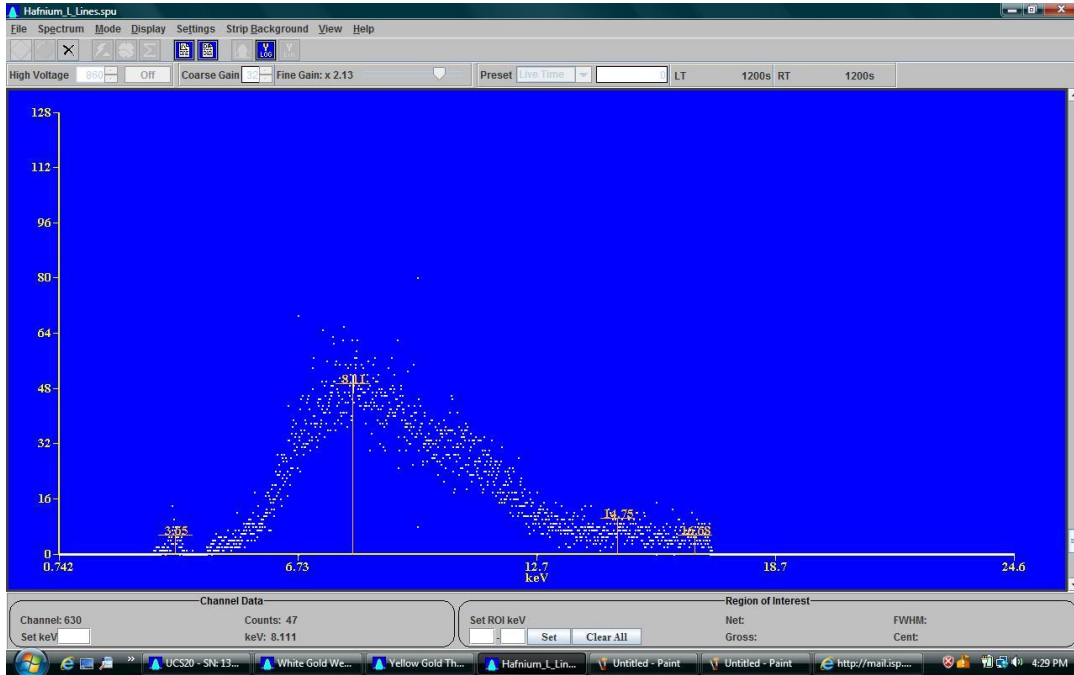 Hafnium_L_Lines.spu
File Spectrum Mode Display Settings Strip Background View Help
High Voltage 860 Off Coarse Gain 32 Fine Gain: x 2.13 Preset Live Time 0 LT 1200s RT 1200s
128
112
96
80
64
48
32
16
0
8.11
3.65
14.75
16.68
0.742 6.73 12.7 18.7 24.6
keV
Channel Data
Region of Interest
Channel: 630 Counts: 47 Set ROI keV Net: FWHM:
Set keV keV: 8.111 - Set Clear All Gross: Cent:
UCS20 - SN: 13... White Gold We... Yellow Gold Th... Hafnium_L_Lin... Untitled - Paint Untitled - Paint http://mail.isp.... 4:29 PM